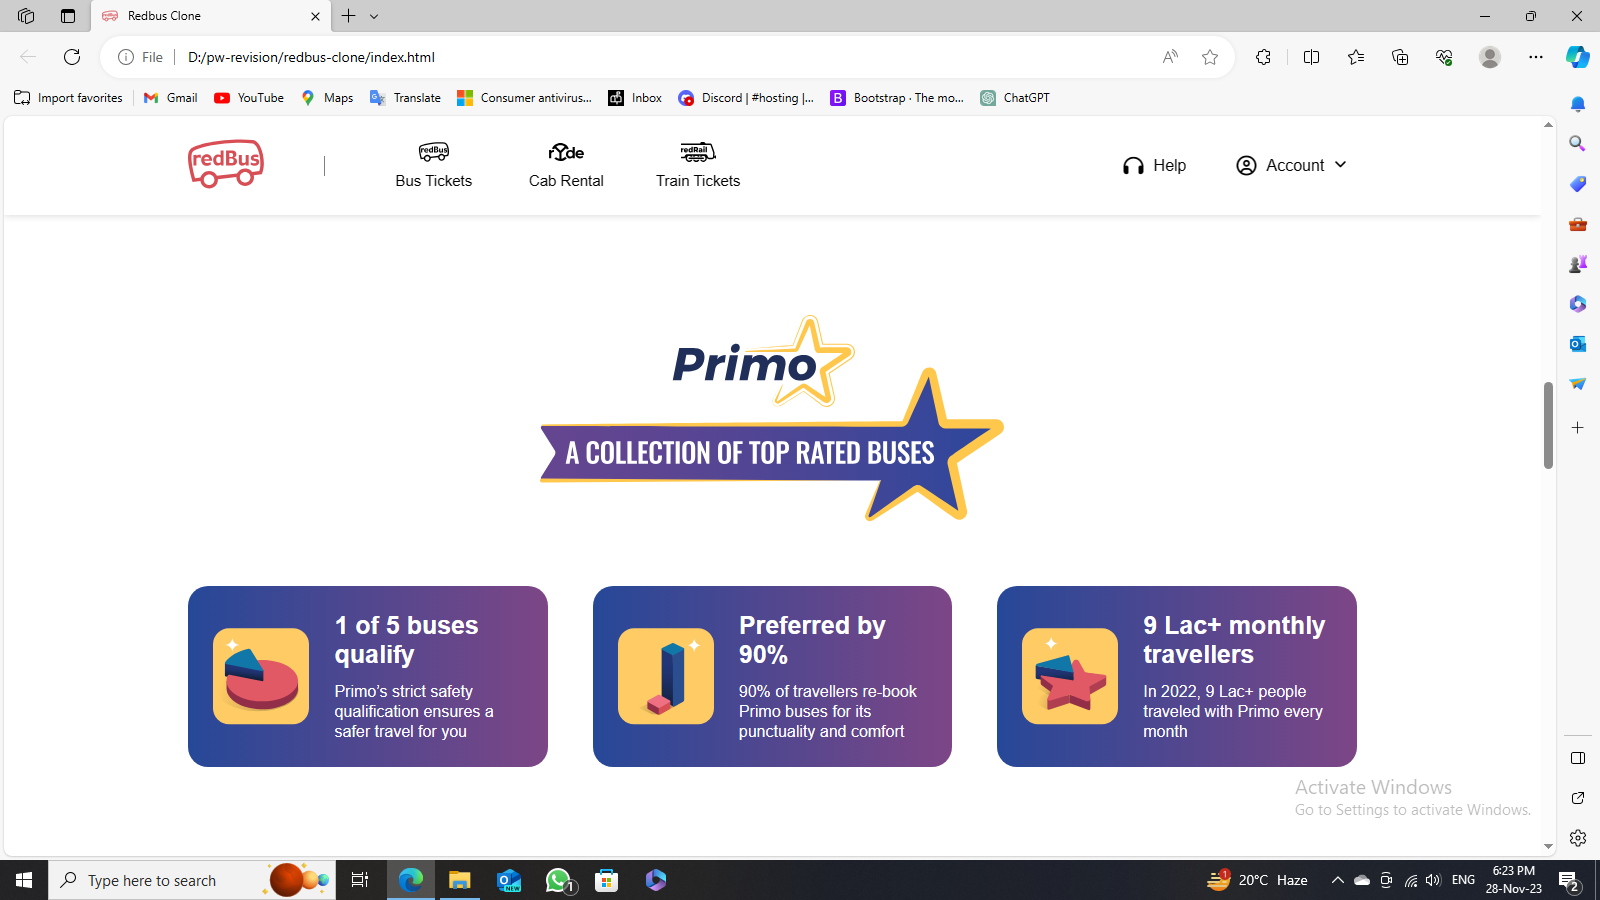 Redbus Clone
File
D:/pw-revision/redbus-clone/index.html
Import favorites
Gmail
YouTube
Maps
Translate
Consumer antivirus...
Inbox
Discord | #hosting |...
B
Bootstrap · The mo...
ChatGPT
redBus
redBus
Bus Tickets
rYde
Cab Rental
redRail
Train Tickets
Help
Account
Primo
A COLLECTION OF TOP RATED BUSES
1 of 5 buses
qualify
Primo’s strict safety
qualification ensures a
safer travel for you
Preferred by
90%
90% of travellers re-book
Primo buses for its
punctuality and comfort
9 Lac+ monthly
travellers
In 2022, 9 Lac+ people
traveled with Primo every
month
Activate Windows
Go to Settings to activate Windows.
Type here to search
NEW
1
1
20°C Haze
ENG
6:23 PM
28-Nov-23
2